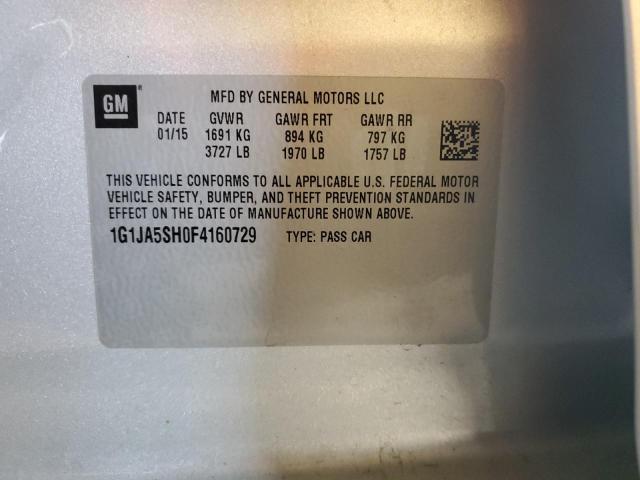 GM
MFD BY GENERAL MOTORS LLC
DATE GVWR GAWR FRT GAWR RR
01/15 1691 KG 894 KG 797 KG
3727 LB 1970 LB 1757 LB
THIS VEHICLE CONFORMS TO ALL APPLICABLE U.S. FEDERAL MOTOR
VEHICLE SAFETY, BUMPER, AND THEFT PREVENTION STANDARDS IN
EFFECT ON THE DATE OF MANUFACTURE SHOWN ABOVE.
1G1JA5SH0F4160729 TYPE: PASS CAR